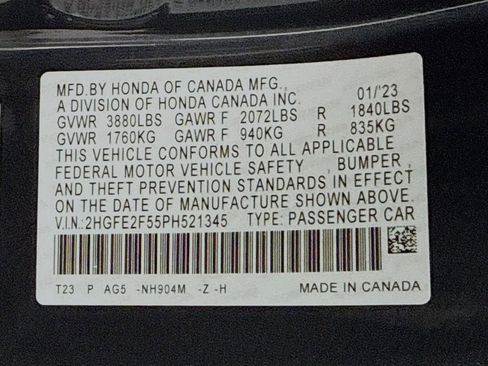 MFD.BY HONDA OF CANADA MFG.,
A DIVISION OF HONDA CANADA INC. 01/'23
GVWR 3880LBS GAWR F 2072LBS R 1840LBS
GVWR 1760KG GAWR F 940KG R 835KG
THIS VEHICLE CONFORMS TO ALL APPLICABLE
FEDERAL MOTOR VEHICLE SAFETY , BUMPER ,
AND THEFT PREVENTION STANDARDS IN EFFECT
ON THE DATE OF MANUFACTURE SHOWN ABOVE.
V.I.N:2HGFE2F55PH521345 TYPE: PASSENGER CAR
T23 P AG5 -NH904M -Z -H MADE IN CANADA